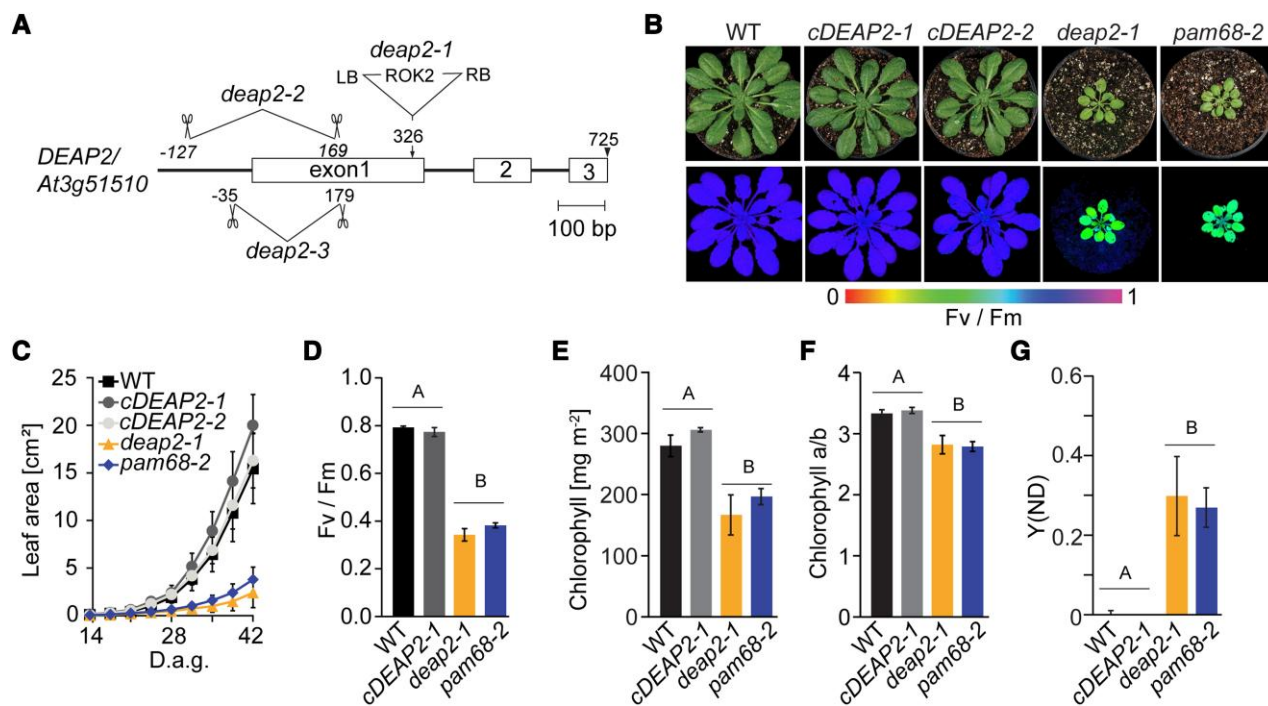 A
deap2-1
LB ROK2 RB
deap2-2
326
725
-127
169
DEAP2/
At3g51510
exon1
2
3
-35
179
deap2-3
100 bp
B
WT cDEAP2-1 cDEAP2-2 deap2-1 pam68-2
0 1
Fv / Fm
C
Leaf area [cm²]
25
20
15
10
5
0
14 28 42
D.a.g.
WT
cDEAP2-1
cDEAP2-2
deap2-1
pam68-2
D
Fv / Fm
1.0
0.8
0.6
0.4
0.2
0.0
A
B
WT
cDEAP2-1
deap2-1
pam68-2
E
Chlorophyll [mg m-2]
400
300
200
100
0
A
B
WT
cDEAP2-1
deap2-1
pam68-2
F
Chlorophyll a/b
4
3
2
1
0
A
B
WT
cDEAP2-1
deap2-1
pam68-2
G
Y(ND)
0.6
0.4
0.2
0
A
B
WT
cDEAP2-1
deap2-1
pam68-2